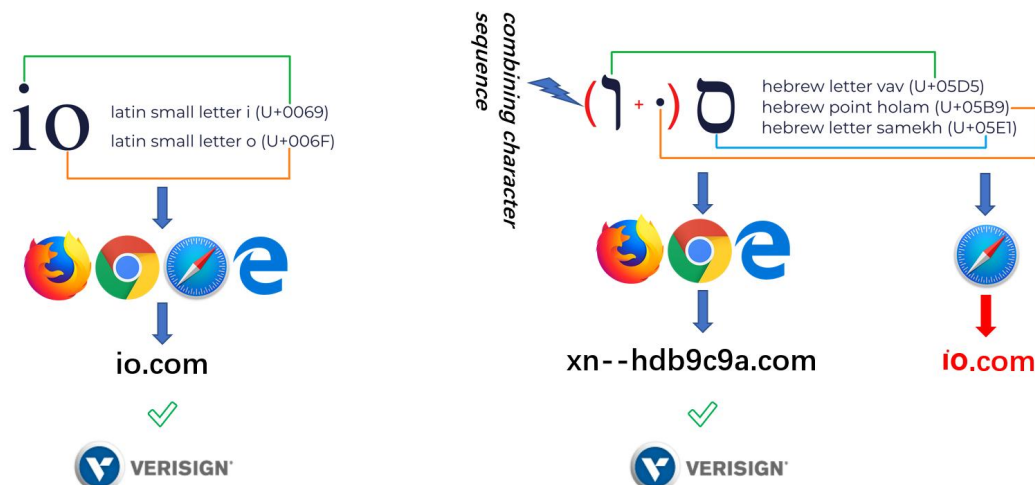 io
latin small letter i (U+0069)
latin small letter o (U+006F)
io.com
VERISIGN
combining character
sequence
(ו + ֹ) ס
hebrew letter vav (U+05D5)
hebrew point holam (U+05B9)
hebrew letter samekh (U+05E1)
xn--hdb9c9a.com
io.com
VERISIGN